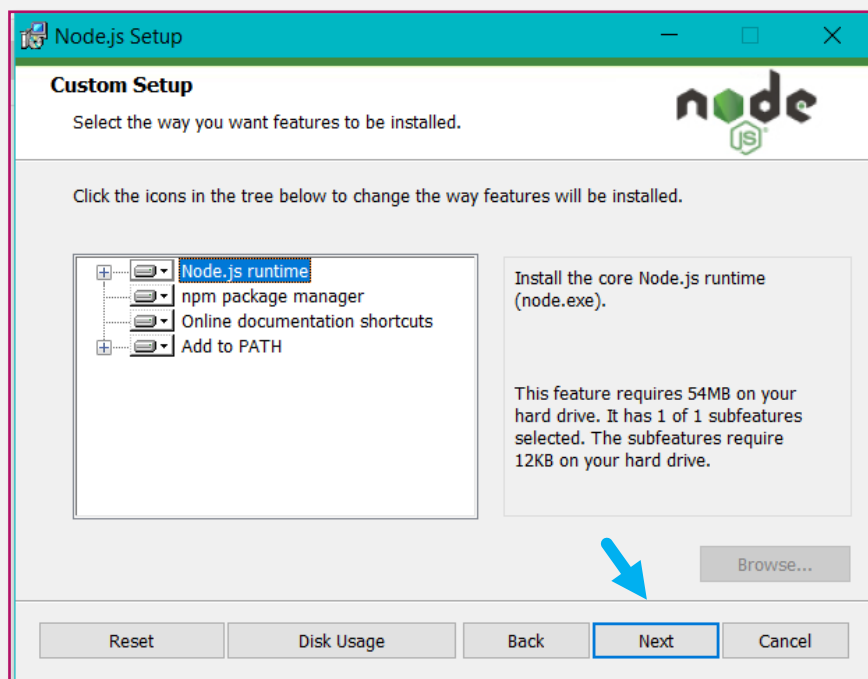 Node.js Setup
Custom Setup
Select the way you want features to be installed.
node
JS
Click the icons in the tree below to change the way features will be installed.
Node.js runtime
npm package manager
Online documentation shortcuts
Add to PATH
Install the core Node.js runtime
(node.exe).
This feature requires 54MB on your
hard drive. It has 1 of 1 subfeatures
selected. The subfeatures require
12KB on your hard drive.
Browse...
Reset Disk Usage Back Next Cancel